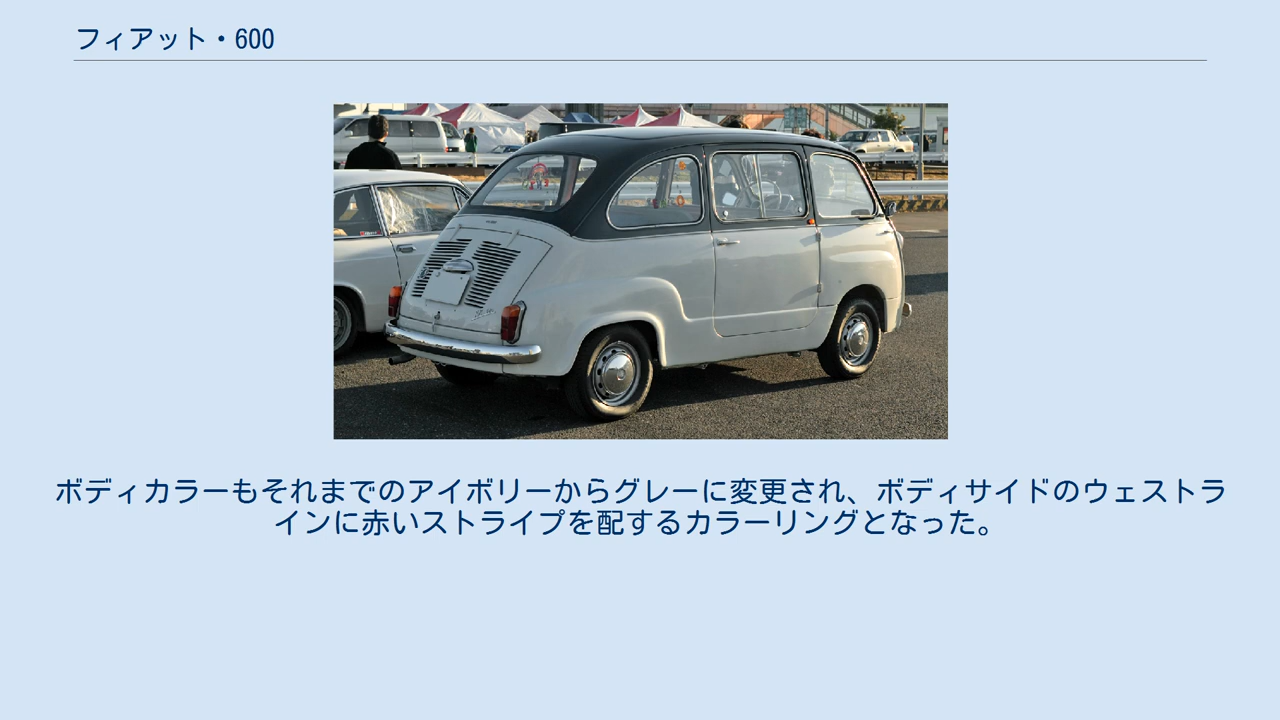 フィアット・600
ボディカラーもそれまでのアイボリーからグレーに変更され、ボディサイドのウェストラ
インに赤いストライプを配するカラーリングとなった。